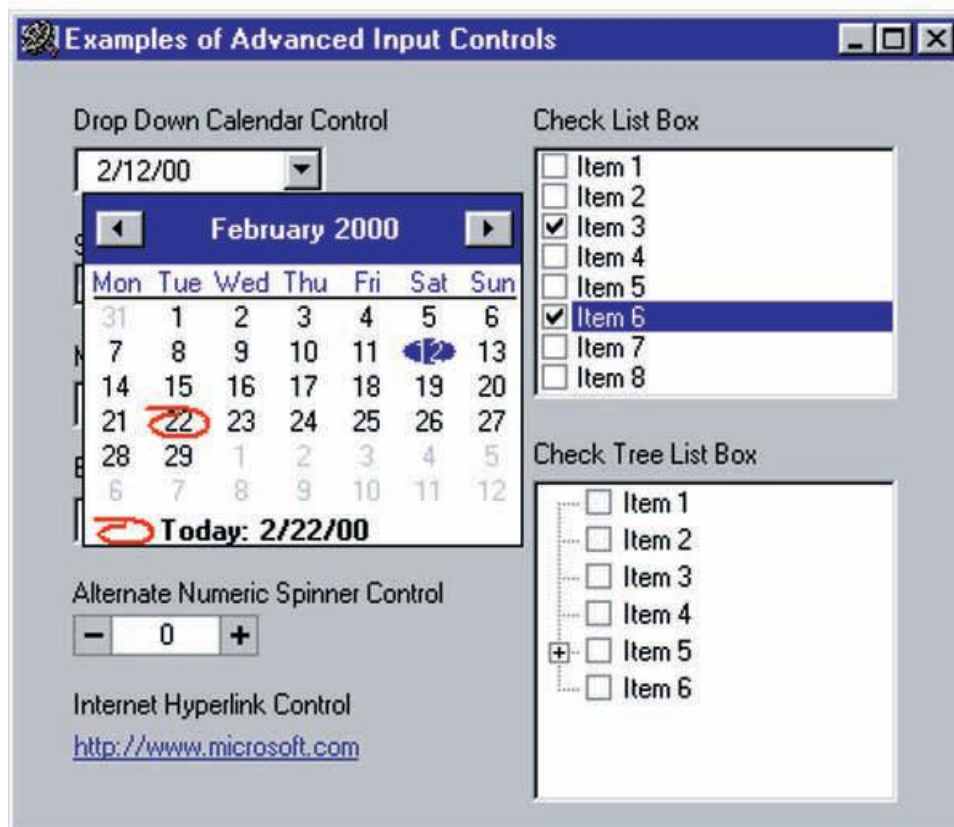 Examples of Advanced Input Controls
Drop Down Calendar Control
2/12/00
February 2000
Mon Tue Wed Thu Fri Sat Sun
31 1 2 3 4 5 6
7 8 9 10 11 12 13
14 15 16 17 18 19 20
21 22 23 24 25 26 27
28 29 1 2 3 4 5
6 7 8 9 10 11 12
Today: 2/22/00
Alternate Numeric Spinner Control
− 0 +
Internet Hyperlink Control
http://www.microsoft.com
Check List Box
Item 1
Item 2
Item 3
Item 4
Item 5
Item 6
Item 7
Item 8
Check Tree List Box
Item 1
Item 2
Item 3
Item 4
Item 5
Item 6